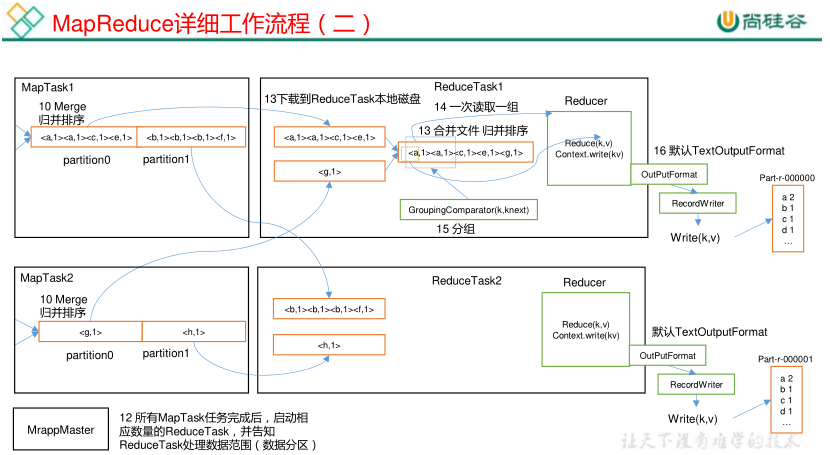 MapReduce详细工作流程（二）
尚硅谷
MapTask1
10 Merge
归并排序
<a,1><a,1><c,1><e,1>
<b,1><b,1><b,1><f,1>
partition0
partition1
ReduceTask1
13下载到ReduceTask本地磁盘
<a,1><a,1><c,1><e,1>
<g,1>
14 一次读取一组
13 合并文件 归并排序
<a,1><a,1><c,1><e,1><g,1>
GroupingComparator(k,knext)
15 分组
Reducer
Reduce(k,v)
Context.write(kv)
16 默认TextOutputFormat
OutPutFormat
RecordWriter
Write(k,v)
Part-r-000000
a 2
b 1
c 1
d 1
...
MapTask2
10 Merge
归并排序
<g,1>
<h,1>
partition0
partition1
ReduceTask2
<b,1><b,1><b,1><f,1>
<h,1>
Reducer
Reduce(k,v)
Context.write(kv)
默认TextOutputFormat
OutPutFormat
RecordWriter
Write(k,v)
Part-r-000001
a 2
b 1
c 1
d 1
...
MrappMaster
12 所有MapTask任务完成后，启动相
应数量的ReduceTask，并告知
ReduceTask处理数据范围（数据分区）
让天下没有难学的技术